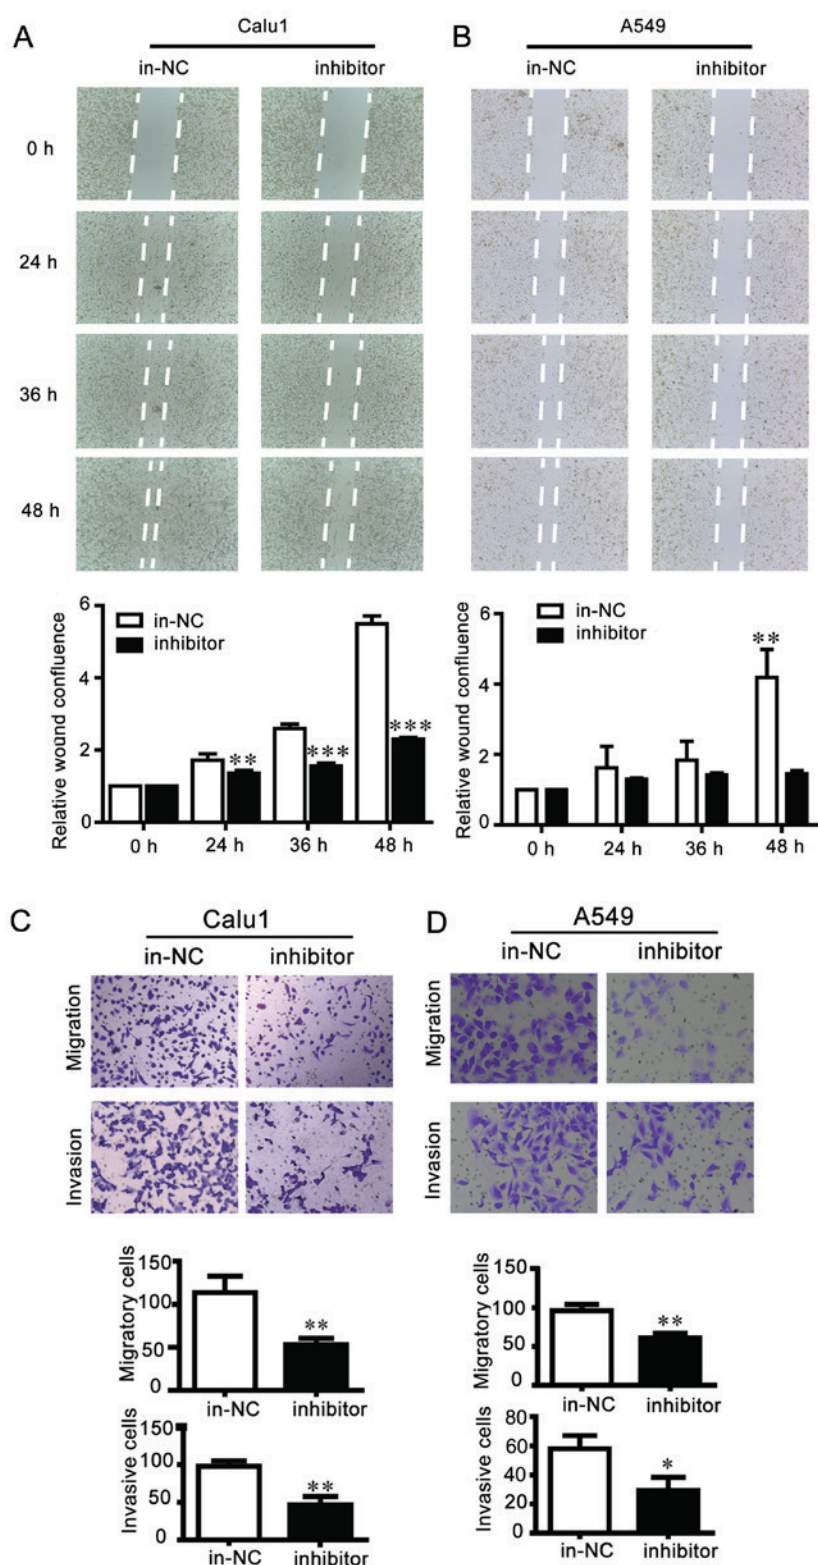 A
Calu1
in-NC inhibitor
0 h
24 h
36 h
48 h
Relative wound confluence
6
4
2
0
in-NC
inhibitor
** *** ***
0 h 24 h 36 h 48 h
B
A549
in-NC inhibitor
Relative wound confluence
6
4
2
0
in-NC
inhibitor
**
0 h 24 h 36 h 48 h
C
Calu1
in-NC inhibitor
Migration
Invasion
Migratory cells
150
100
50
0
**
in-NC inhibitor
Invasive cells
150
100
50
0
**
in-NC inhibitor
D
A549
in-NC inhibitor
Migration
Invasion
Migratory cells
150
100
50
0
**
in-NC inhibitor
Invasive cells
80
60
40
20
0
*
in-NC inhibitor